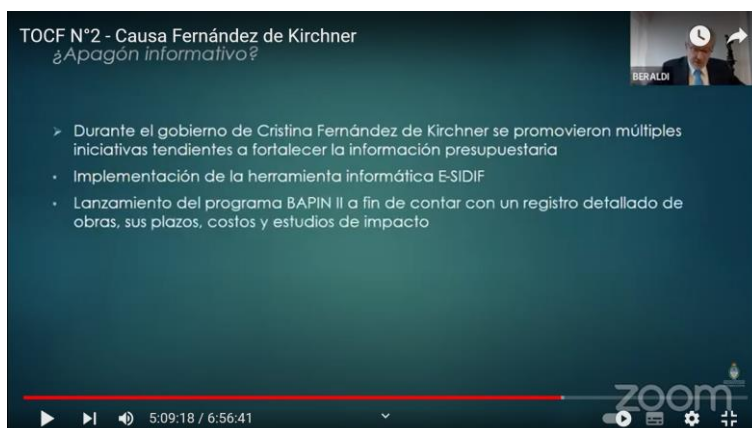 TOCF N°2 - Causa Fernández de Kirchner
¿Apagón informativo?
BERALDI
➢ Durante el gobierno de Cristina Fernández de Kirchner se promovieron múltiples
iniciativas tendientes a fortalecer la información presupuestaria
• Implementación de la herramienta informática E-SIDIF
• Lanzamiento del programa BAPIN II a fin de contar con un registro detallado de
obras, sus plazos, costos y estudios de impacto
zoom
5:09:18 / 6:56:41